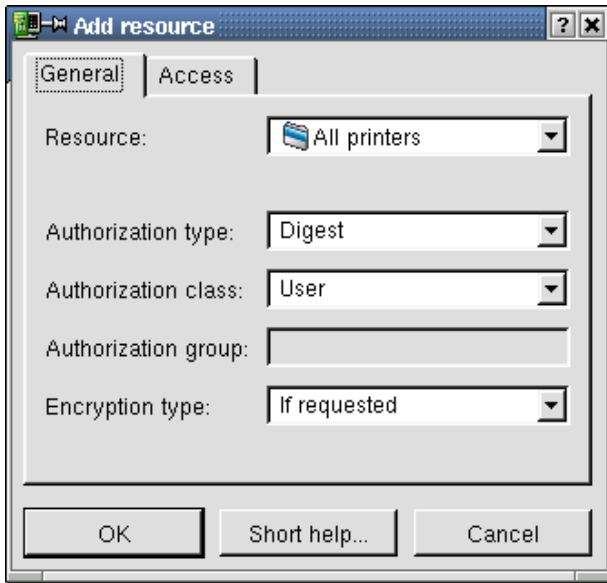 Add resource ?
General Access
Resource: All printers
Authorization type: Digest
Authorization class: User
Authorization group:
Encryption type: If requested
OK Short help... Cancel